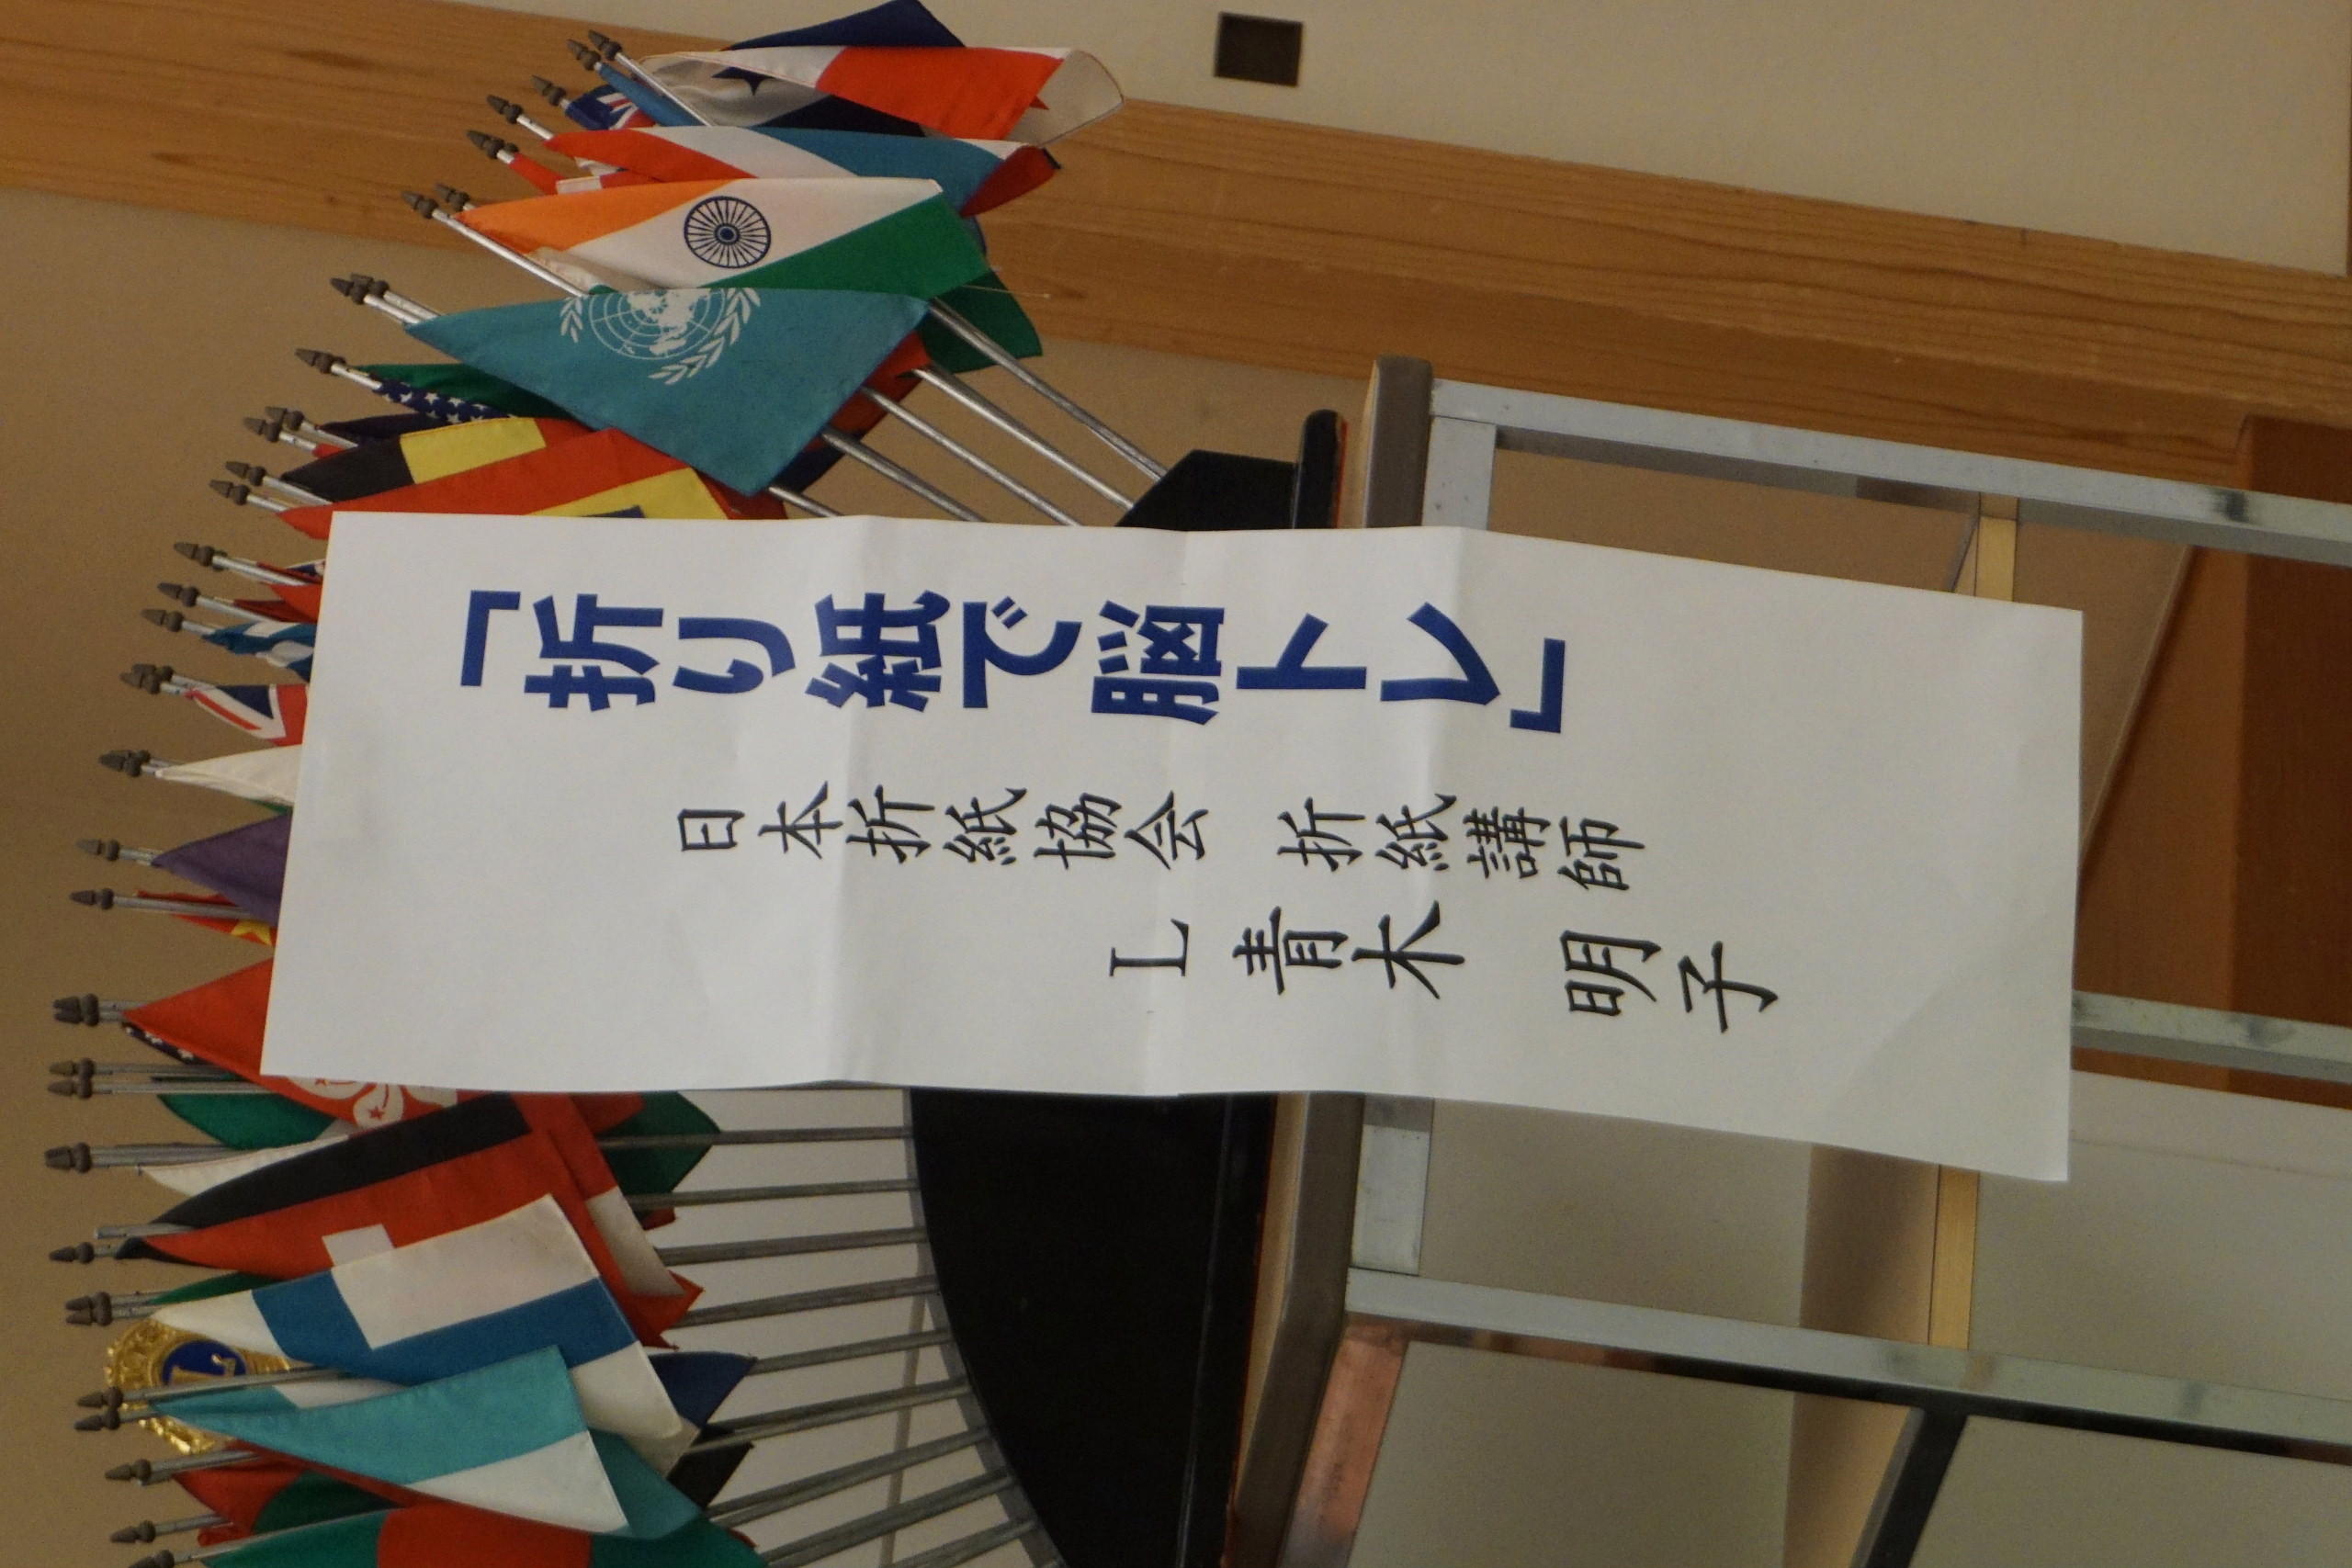 「折り紙で脳トレ」
日本折紙協会 折紙講師
L 青木 明子